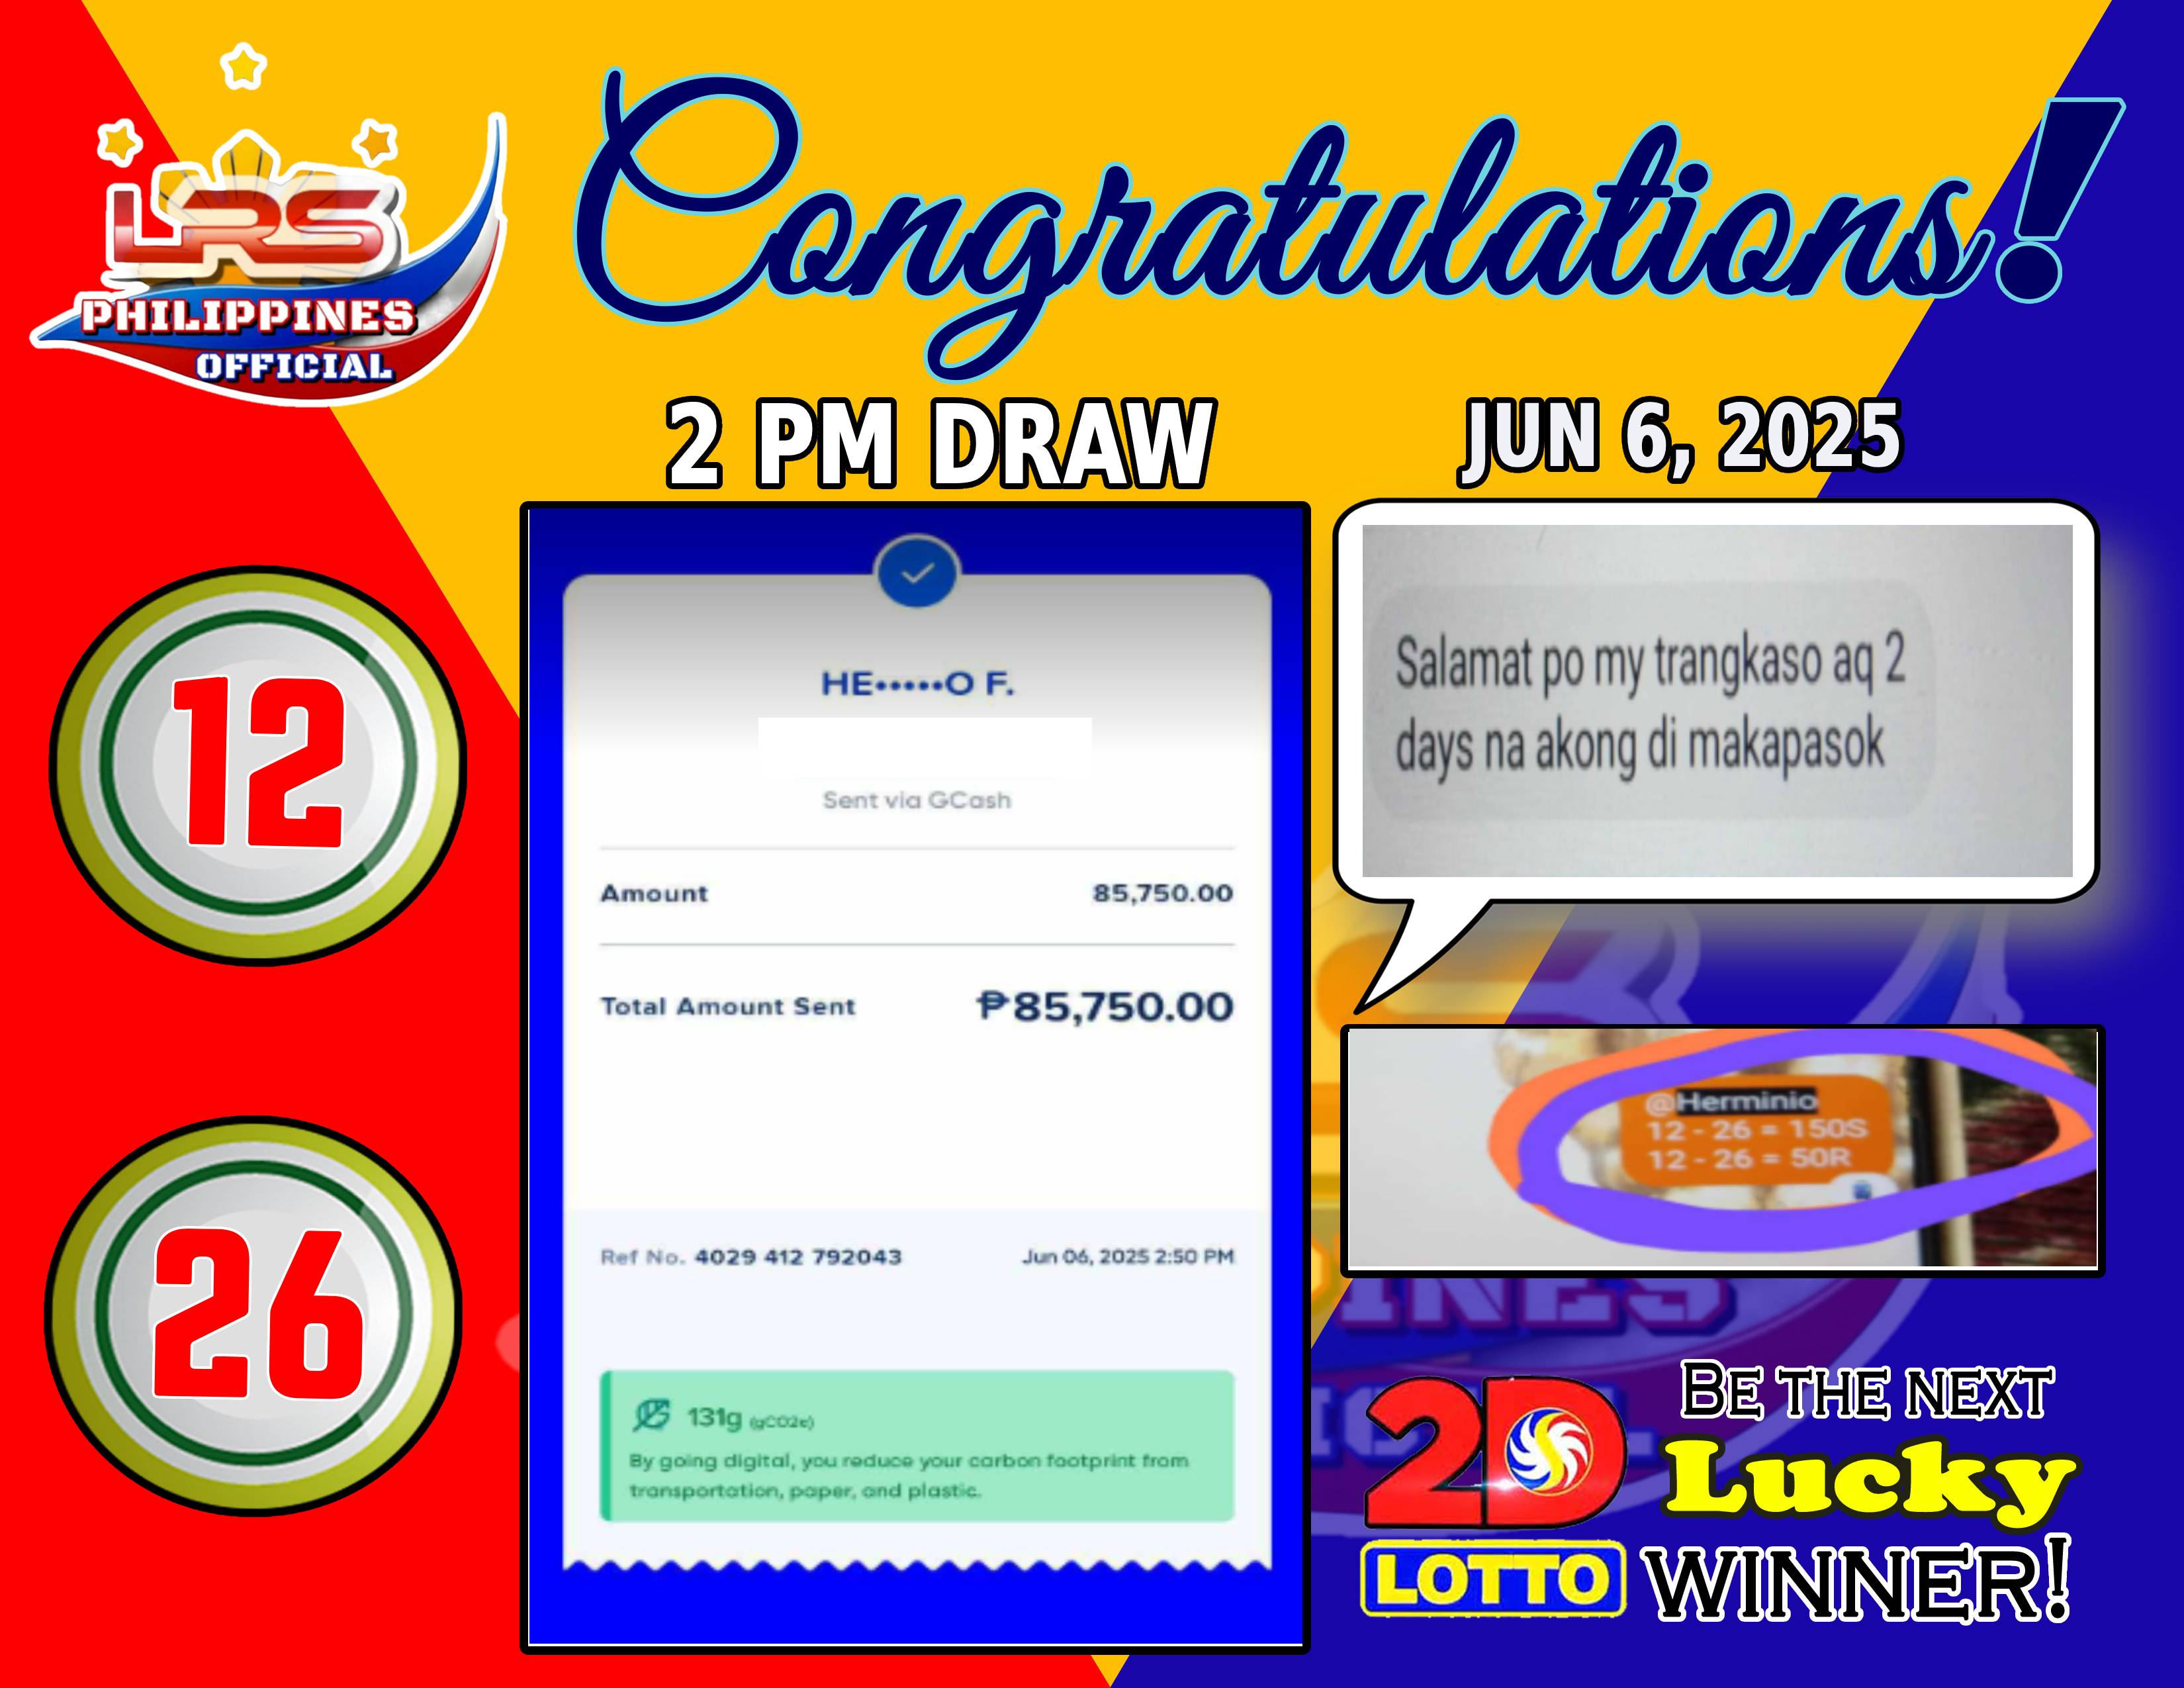 LRS
PHILIPPINES
OFFICIAL
Congratulations!
2 PM DRAW
JUN 6, 2025
12
26
HE•••••O F.
Sent via GCash
Amount 85,750.00
Total Amount Sent ₱85,750.00
Ref No. 4029 412 792043 Jun 06, 2025 2:50 PM
131g (gCO2e)
By going digital, you reduce your carbon footprint from
transportation, paper, and plastic.
Salamat po my trangkaso aq 2
days na akong di makapasok
@Herminio
12 - 26 = 150S
12 - 26 = 50R
2D
LOTTO
BE THE NEXT
Lucky
WINNER!